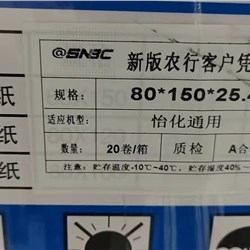 @SNBC 新版农行客户凭
纸 规格: 80*150*25.4
纸 适应机型: 怡化通用
纸 数量: 20卷/箱 质检 A合
注意: 贮存温度-10℃~40℃; 贮存湿度40%~